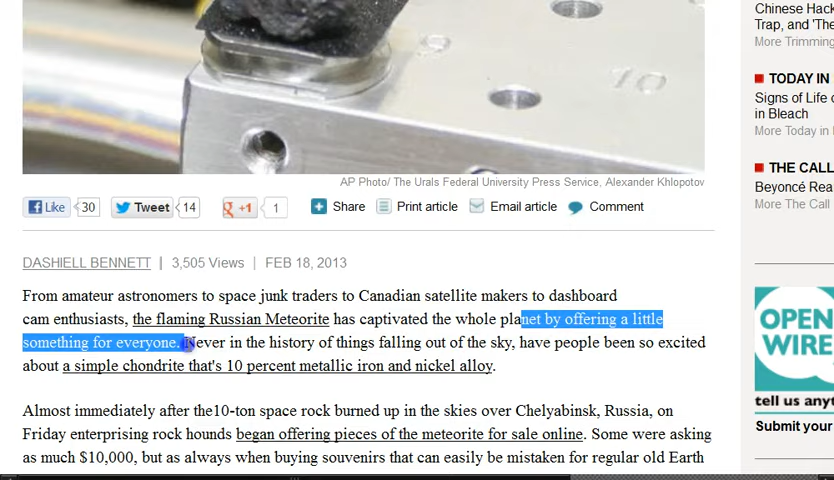 Urals
10
AP Photo/ The Urals Federal University Press Service, Alexander Khlopotov
Like 30 Tweet 14 +1 1 Share Print article Email article Comment
DASHIELL BENNETT | 3,505 Views | FEB 18, 2013
From amateur astronomers to space junk traders to Canadian satellite makers to dashboard
cam enthusiasts, the flaming Russian Meteorite has captivated the whole planet by offering a little
something for everyone. Never in the history of things falling out of the sky, have people been so excited
about a simple chondrite that's 10 percent metallic iron and nickel alloy.
Almost immediately after the10-ton space rock burned up in the skies over Chelyabinsk, Russia, on
Friday enterprising rock hounds began offering pieces of the meteorite for sale online. Some were asking
as much $10,000, but as always when buying souvenirs that can easily be mistaken for regular old Earth
Chinese Hack
Trap, and 'The
More Trimming
TODAY IN
Signs of Life
in Bleach
More Today in
THE CALL
Beyoncé Rea
More The Call
OPEN
WIRE
tell us any
Submit your